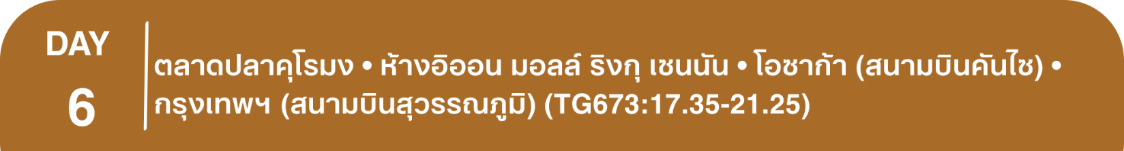 DAY
6
ตลาดปลาคุโรมง • ห้างอิออน มอลล์ ริงกุ เซนนัน • โอซาก้า (สนามบินคันไซ) •
กรุงเทพฯ (สนามบินสุวรรณภูมิ) (TG673:17.35-21.25)